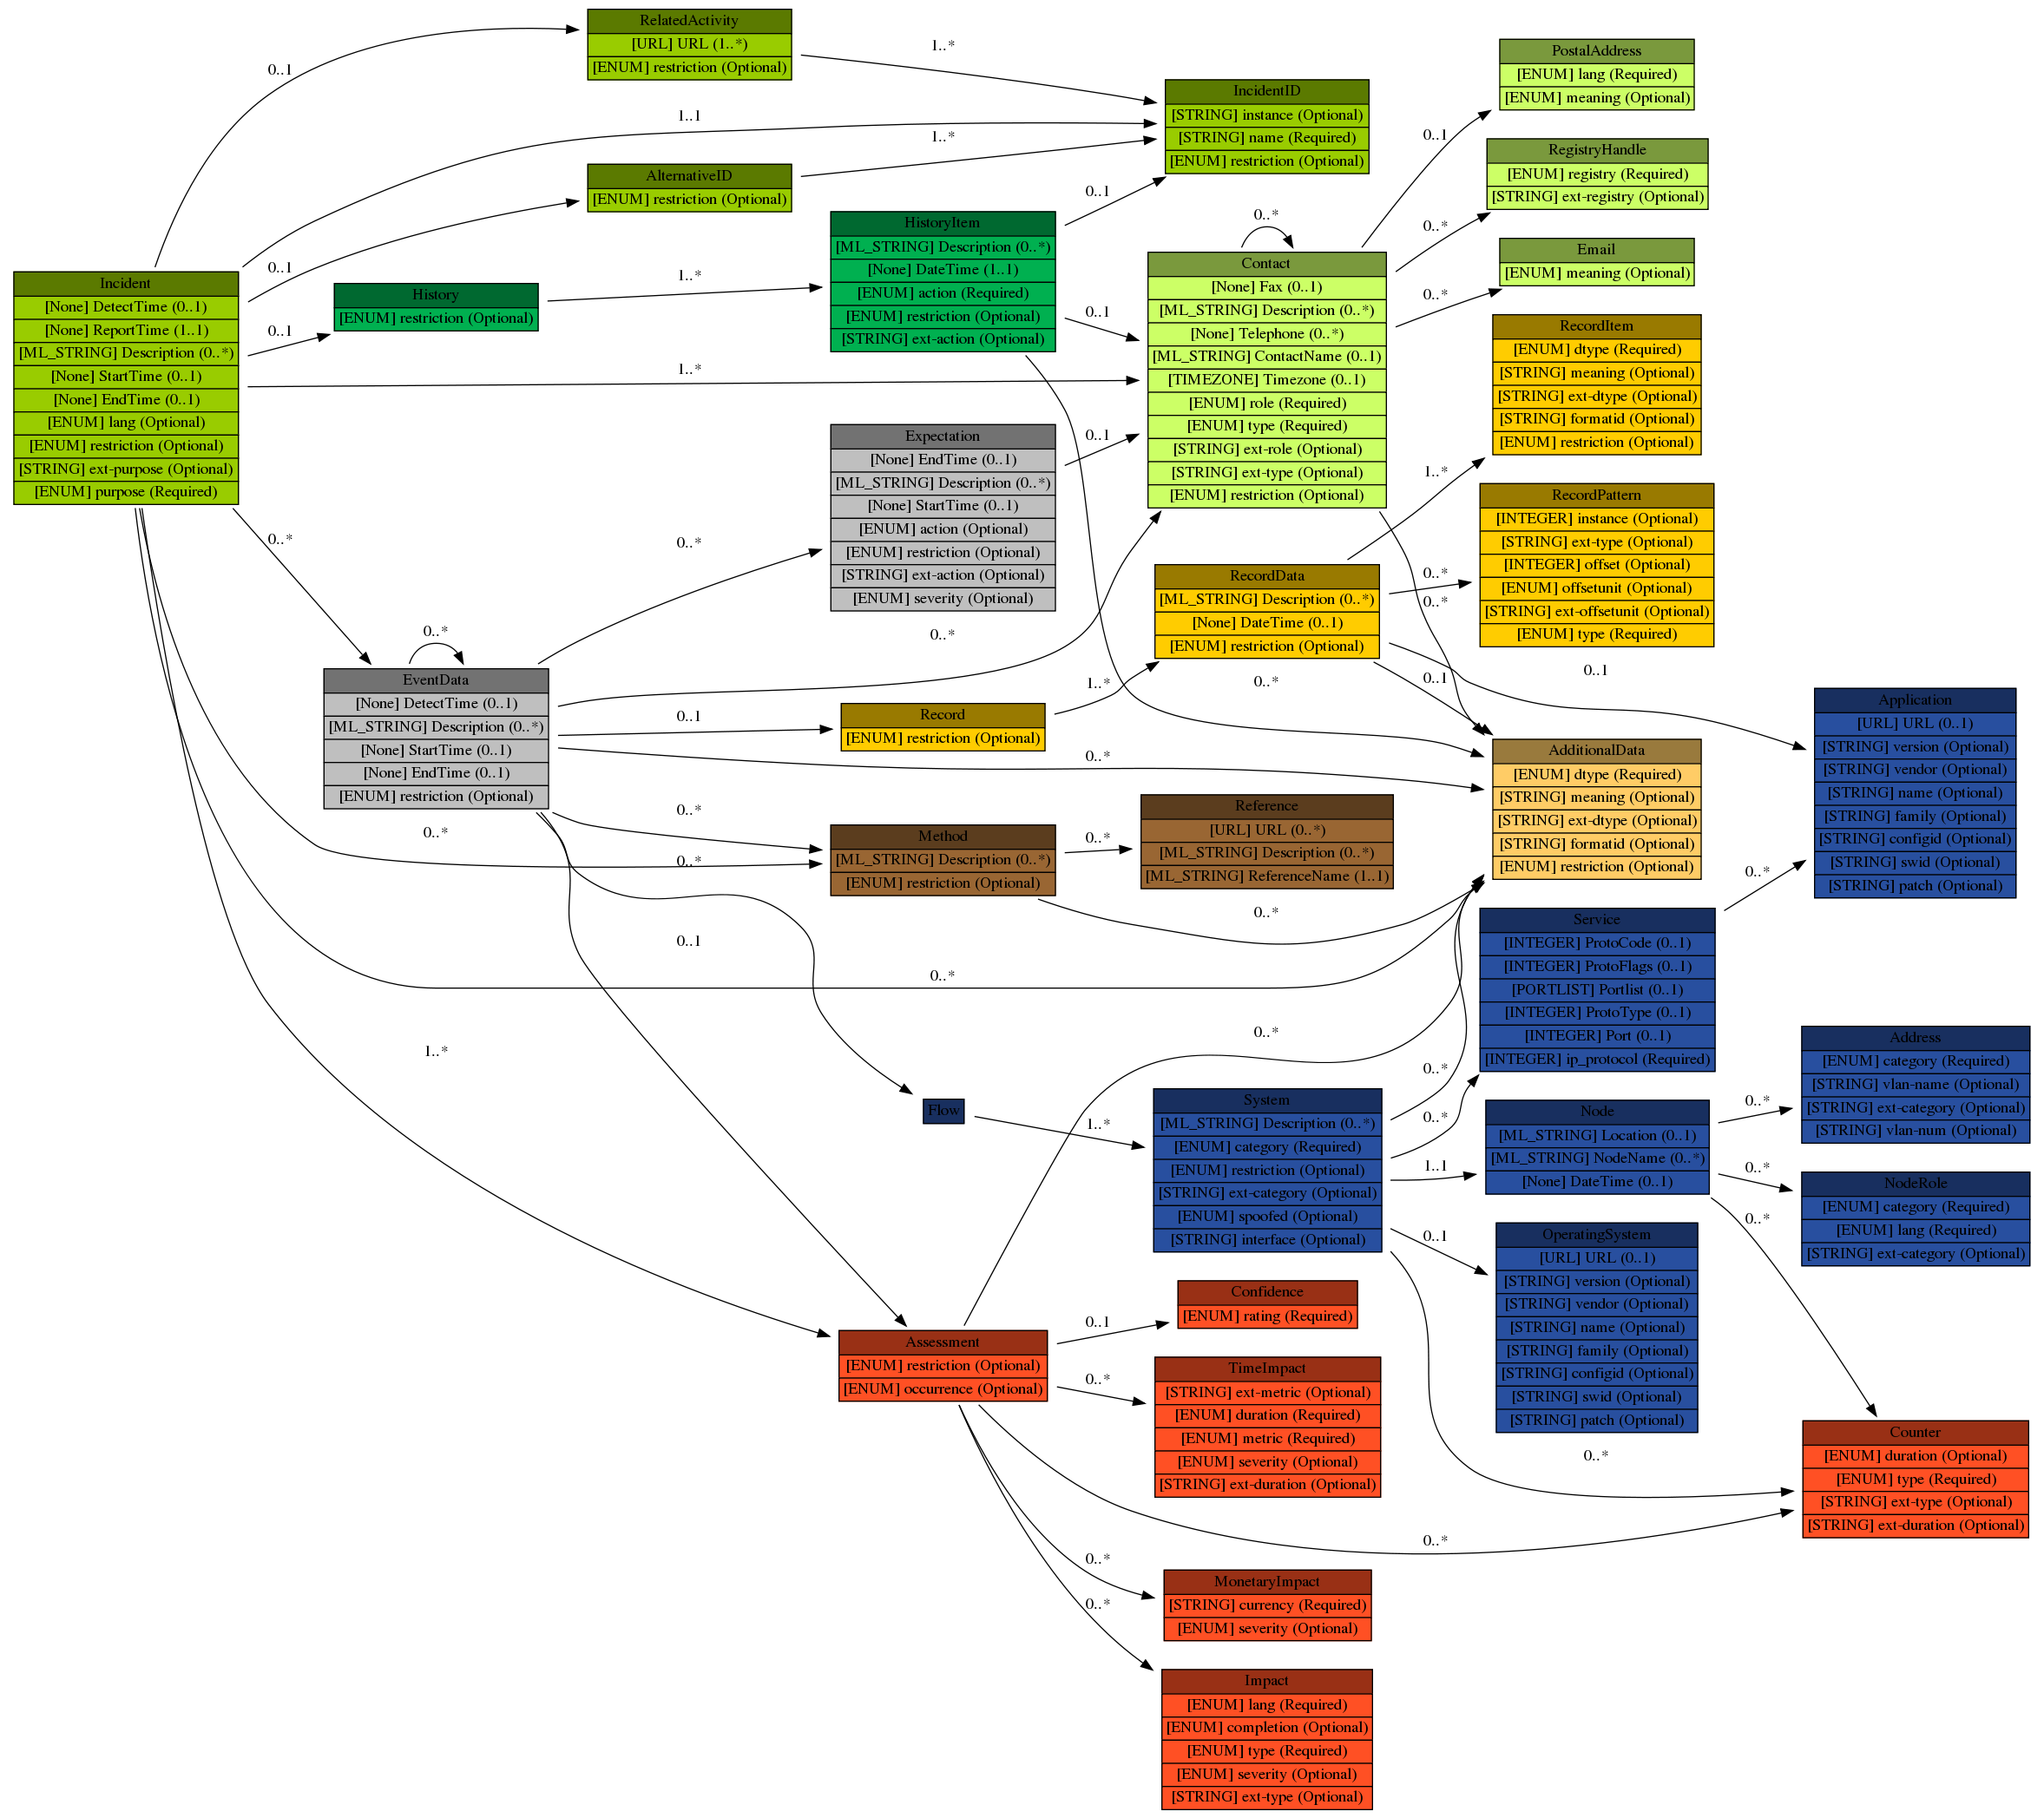 RelatedActivity
[URL] URL (1..*)
[ENUM] restriction (Optional)
0..1
1..*
1..1
1..*
IncidentID
[STRING] instance (Optional)
[STRING] name (Required)
[ENUM] restriction (Optional)
AlternativeID
[ENUM] restriction (Optional)
0..1
Incident
[None] DetectTime (0..1)
[None] ReportTime (1..1)
[ML_STRING] Description (0..*)
[None] StartTime (0..1)
[None] EndTime (0..1)
[ENUM] lang (Optional)
[ENUM] restriction (Optional)
[STRING] ext-purpose (Optional)
[ENUM] purpose (Required)
0..1
History
[ENUM] restriction (Optional)
1..*
HistoryItem
[ML_STRING] Description (0..*)
[None] DateTime (1..1)
[ENUM] action (Required)
[ENUM] restriction (Optional)
[STRING] ext-action (Optional)
0..1
0..1
1..*
0..*
Contact
[None] Fax (0..1)
[ML_STRING] Description (0..*)
[None] Telephone (0..*)
[ML_STRING] ContactName (0..1)
[TIMEZONE] Timezone (0..1)
[ENUM] role (Required)
[ENUM] type (Required)
[STRING] ext-role (Optional)
[STRING] ext-type (Optional)
[ENUM] restriction (Optional)
0..1
PostalAddress
[ENUM] lang (Required)
[ENUM] meaning (Optional)
0..*
RegistryHandle
[ENUM] registry (Required)
[STRING] ext-registry (Optional)
0..*
Email
[ENUM] meaning (Optional)
Expectation
[None] EndTime (0..1)
[ML_STRING] Description (0..*)
[None] StartTime (0..1)
[ENUM] action (Optional)
[ENUM] restriction (Optional)
[STRING] ext-action (Optional)
[ENUM] severity (Optional)
0..1
0..*
0..*
0..*
EventData
[None] DetectTime (0..1)
[ML_STRING] Description (0..*)
[None] StartTime (0..1)
[None] EndTime (0..1)
[ENUM] restriction (Optional)
0..*
0..1
Record
[ENUM] restriction (Optional)
1..*
RecordData
[ML_STRING] Description (0..*)
[None] DateTime (0..1)
[ENUM] restriction (Optional)
1..*
RecordItem
[ENUM] dtype (Required)
[STRING] meaning (Optional)
[STRING] ext-dtype (Optional)
[STRING] formatid (Optional)
[ENUM] restriction (Optional)
0..*
0..*
RecordPattern
[INTEGER] instance (Optional)
[STRING] ext-type (Optional)
[INTEGER] offset (Optional)
[ENUM] offsetunit (Optional)
[STRING] ext-offsetunit (Optional)
[ENUM] type (Required)
0..1
0..1
0..*
0..*
AdditionalData
[ENUM] dtype (Required)
[STRING] meaning (Optional)
[STRING] ext-dtype (Optional)
[STRING] formatid (Optional)
[ENUM] restriction (Optional)
Application
[URL] URL (0..1)
[STRING] version (Optional)
[STRING] vendor (Optional)
[STRING] name (Optional)
[STRING] family (Optional)
[STRING] configid (Optional)
[STRING] swid (Optional)
[STRING] patch (Optional)
0..*
0..*
0..*
Method
[ML_STRING] Description (0..*)
[ENUM] restriction (Optional)
0..*
Reference
[URL] URL (0..*)
[ML_STRING] Description (0..*)
[ML_STRING] ReferenceName (1..1)
0..*
0..1
0..*
0..*
Service
[INTEGER] ProtoCode (0..1)
[INTEGER] ProtoFlags (0..1)
[PORTLIST] Portlist (0..1)
[INTEGER] ProtoType (0..1)
[INTEGER] Port (0..1)
[INTEGER] ip_protocol (Required)
0..*
1..*
Flow
1..*
System
[ML_STRING] Description (0..*)
[ENUM] category (Required)
[ENUM] restriction (Optional)
[STRING] ext-category (Optional)
[ENUM] spoofed (Optional)
[STRING] interface (Optional)
0..*
0..*
1..1
Node
[ML_STRING] Location (0..1)
[ML_STRING] NodeName (0..*)
[None] DateTime (0..1)
0..*
Address
[ENUM] category (Required)
[STRING] vlan-name (Optional)
[STRING] ext-category (Optional)
[STRING] vlan-num (Optional)
0..*
NodeRole
[ENUM] category (Required)
[ENUM] lang (Required)
[STRING] ext-category (Optional)
0..*
0..1
OperatingSystem
[URL] URL (0..1)
[STRING] version (Optional)
[STRING] vendor (Optional)
[STRING] name (Optional)
[STRING] family (Optional)
[STRING] configid (Optional)
[STRING] swid (Optional)
[STRING] patch (Optional)
0..*
Assessment
[ENUM] restriction (Optional)
[ENUM] occurrence (Optional)
0..1
Confidence
[ENUM] rating (Required)
0..*
TimeImpact
[STRING] ext-metric (Optional)
[ENUM] duration (Required)
[ENUM] metric (Required)
[ENUM] severity (Optional)
[STRING] ext-duration (Optional)
Counter
[ENUM] duration (Optional)
[ENUM] type (Required)
[STRING] ext-type (Optional)
[STRING] ext-duration (Optional)
0..*
0..*
MonetaryImpact
[STRING] currency (Required)
[ENUM] severity (Optional)
0..*
Impact
[ENUM] lang (Required)
[ENUM] completion (Optional)
[ENUM] type (Required)
[ENUM] severity (Optional)
[STRING] ext-type (Optional)